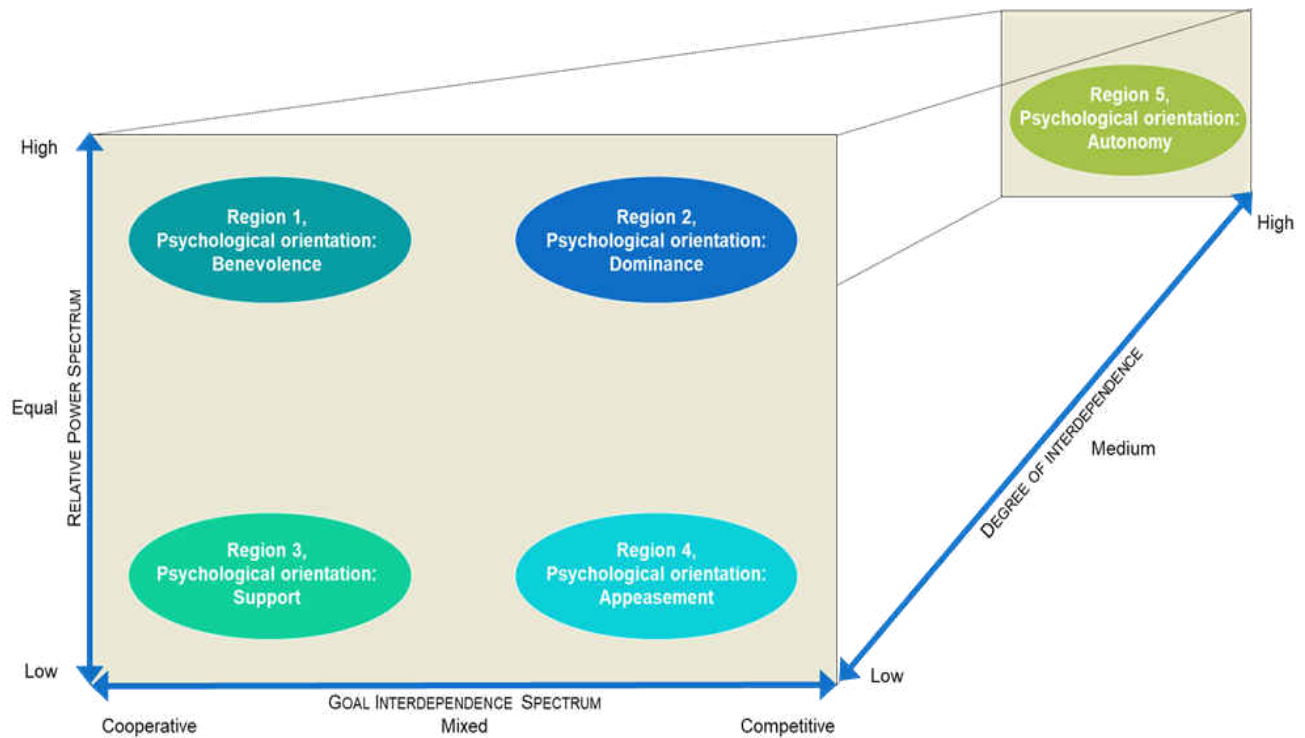 Region 5,
Psychological orientation:
Autonomy
High
High
Region 1,
Psychological orientation:
Benevolence
Region 2,
Psychological orientation:
Dominance
RELATIVE POWER SPECTRUM
Equal
DEGREE OF INTERDEPENDENCE
Medium
Region 3,
Psychological orientation:
Support
Region 4,
Psychological orientation:
Appeasement
Low
Low
GOAL INTERDEPENDENCE SPECTRUM
Cooperative
Mixed
Competitive